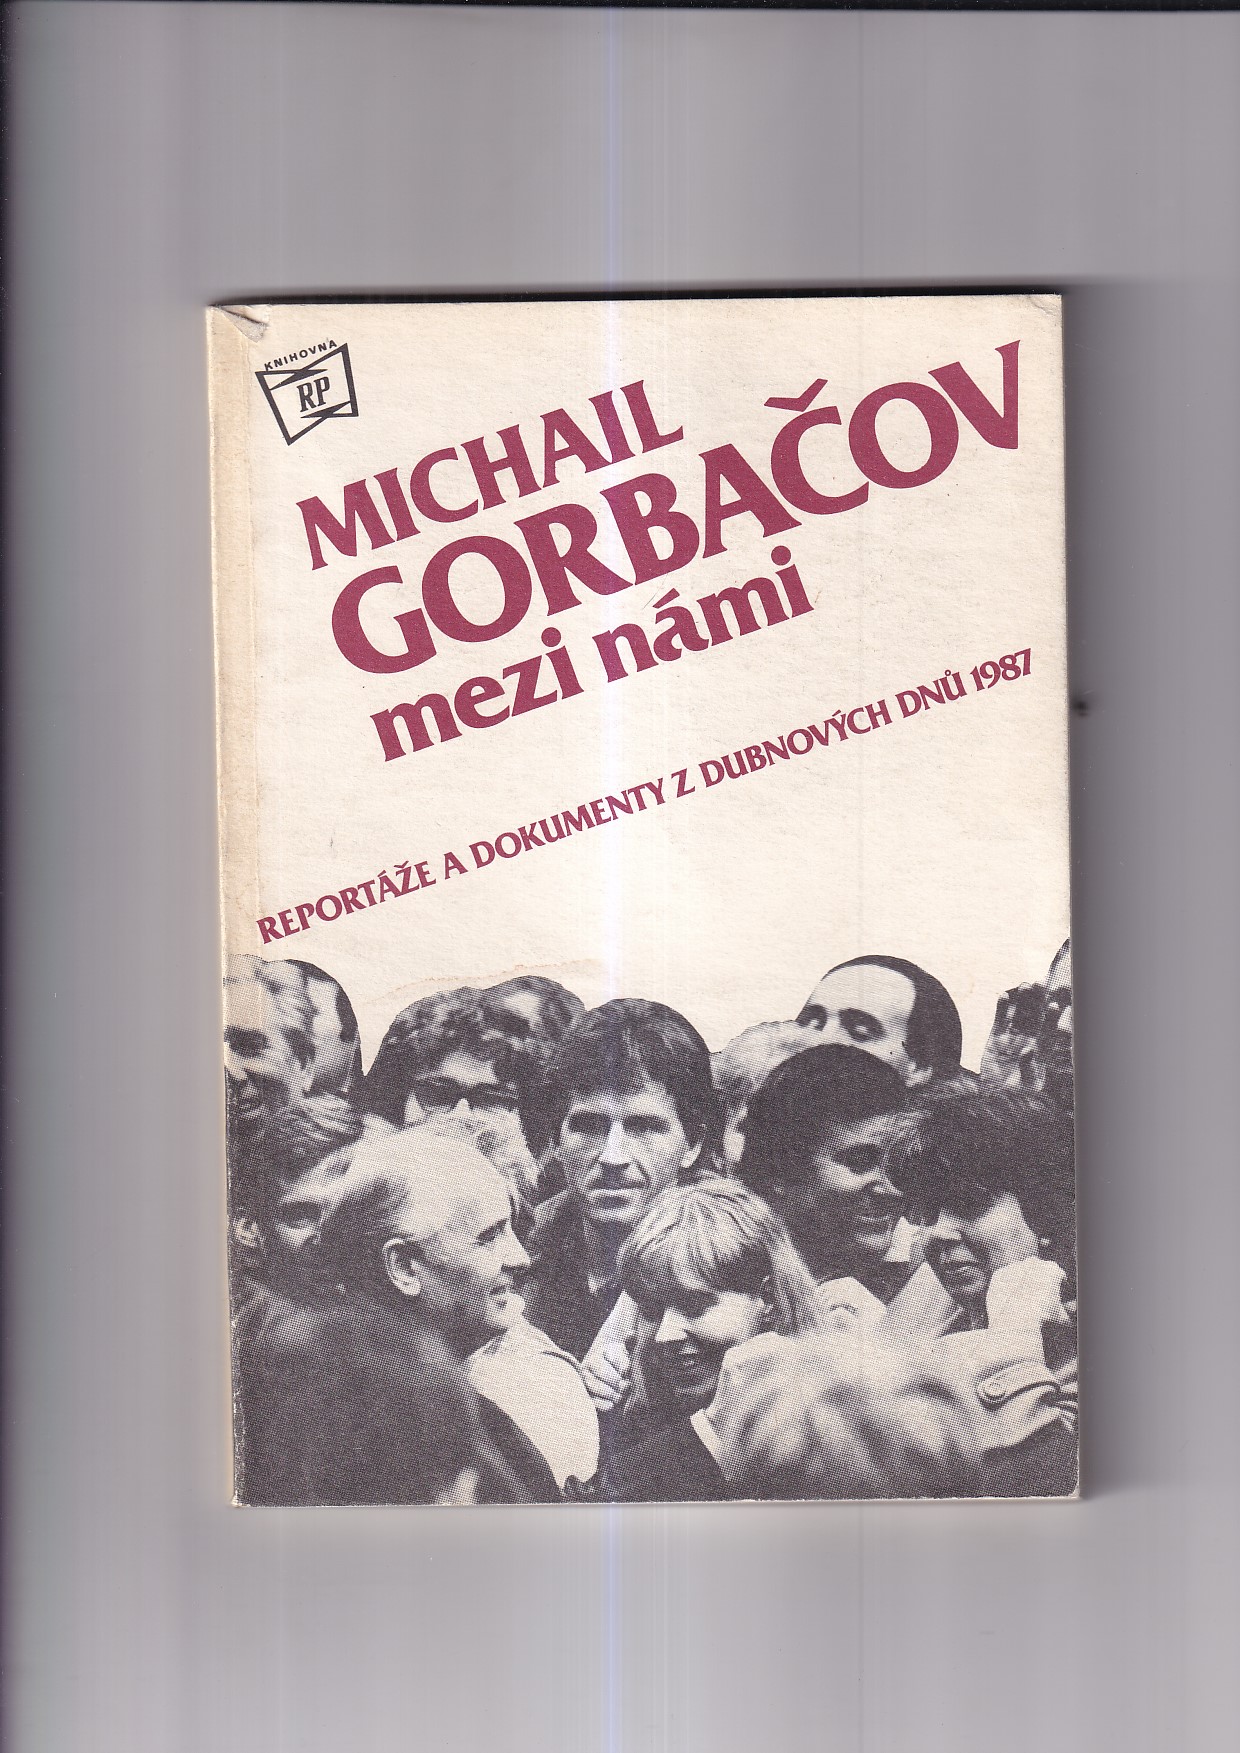 KNIHOVNA
RP
MICHAIL
GORBAČOV
mezi námi
REPORTÁŽE A DOKUMENTY Z DUBNOVÝCH DNŮ 1987